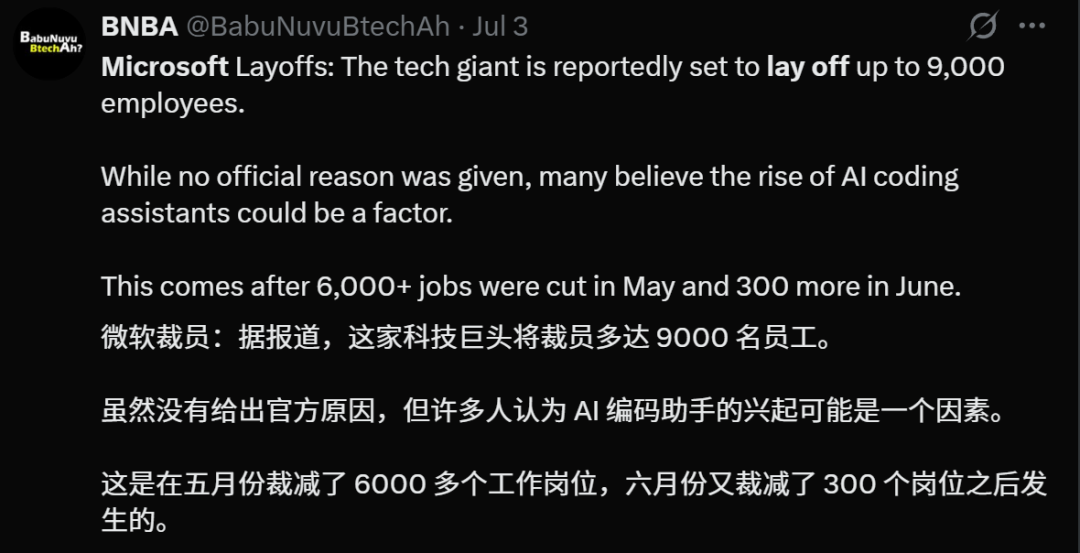 BabuNuvu
BtechAh?
BNBA @BabuNuvuBtechAh · Jul 3
Microsoft Layoffs: The tech giant is reportedly set to lay off up to 9,000
employees.
While no official reason was given, many believe the rise of AI coding
assistants could be a factor.
This comes after 6,000+ jobs were cut in May and 300 more in June.
微软裁员：据报道，这家科技巨头将裁员多达 9000 名员工。
虽然没有给出官方原因，但许多人认为 AI 编码助手的兴起可能是一个因素。
这是在五月份裁减了 6000 多个工作岗位，六月份又裁减了 300 个岗位之后发
生的。